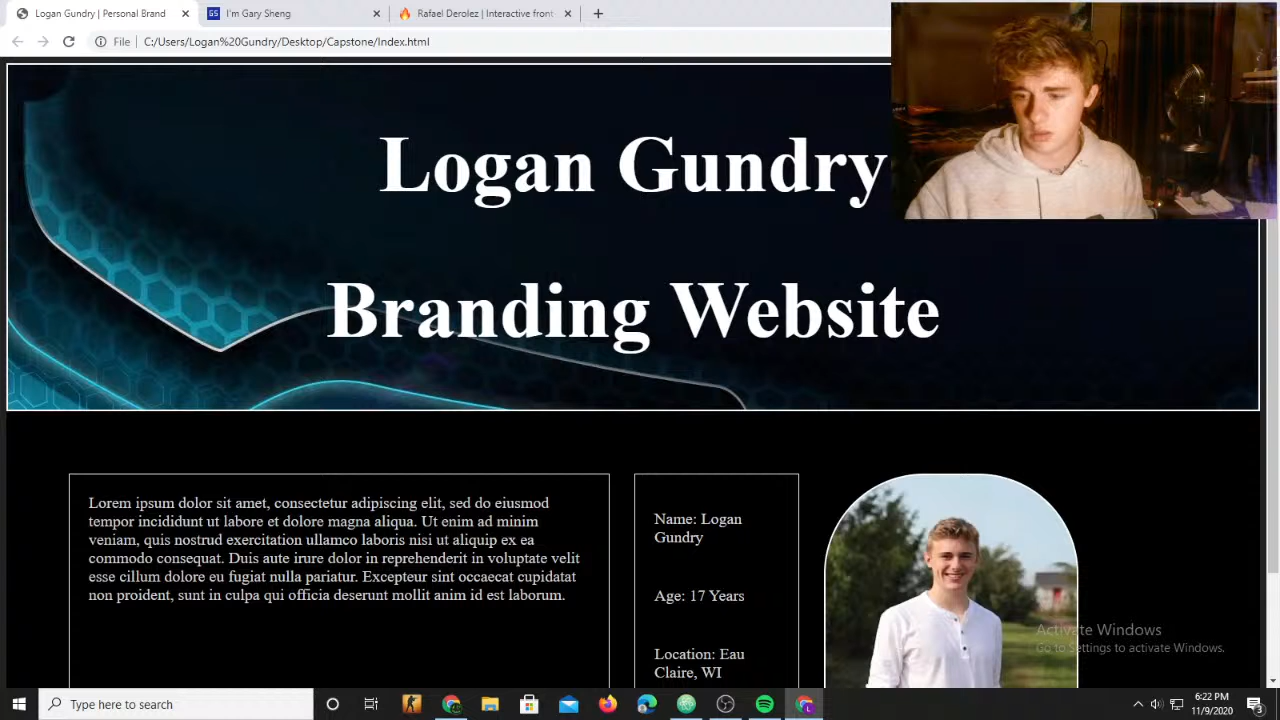 Logan Gundry | Personal Brand
I'm Gary Sheng
Rafael Derolez | Interactive front
File
C:/Users/Logan%20Gundry/Desktop/Capstone/Index.html
Logan Gundry
Branding Website
Lorem ipsum dolor sit amet, consectetur adipiscing elit, sed do eiusmod
tempor incididunt ut labore et dolore magna aliqua. Ut enim ad minim
veniam, quis nostrud exercitation ullamco laboris nisi ut aliquip ex ea
commodo consequat. Duis aute irure dolor in reprehenderit in voluptate velit
esse cillum dolore eu fugiat nulla pariatur. Excepteur sint occaecat cupidatat
non proident, sunt in culpa qui officia deserunt mollit anim id est laborum.
Name: Logan
Gundry
Age: 17 Years
Location: Eau
Claire, WI
Activate Windows
Go to Settings to activate Windows.
Type here to search
6:22 PM
11/9/2020
3